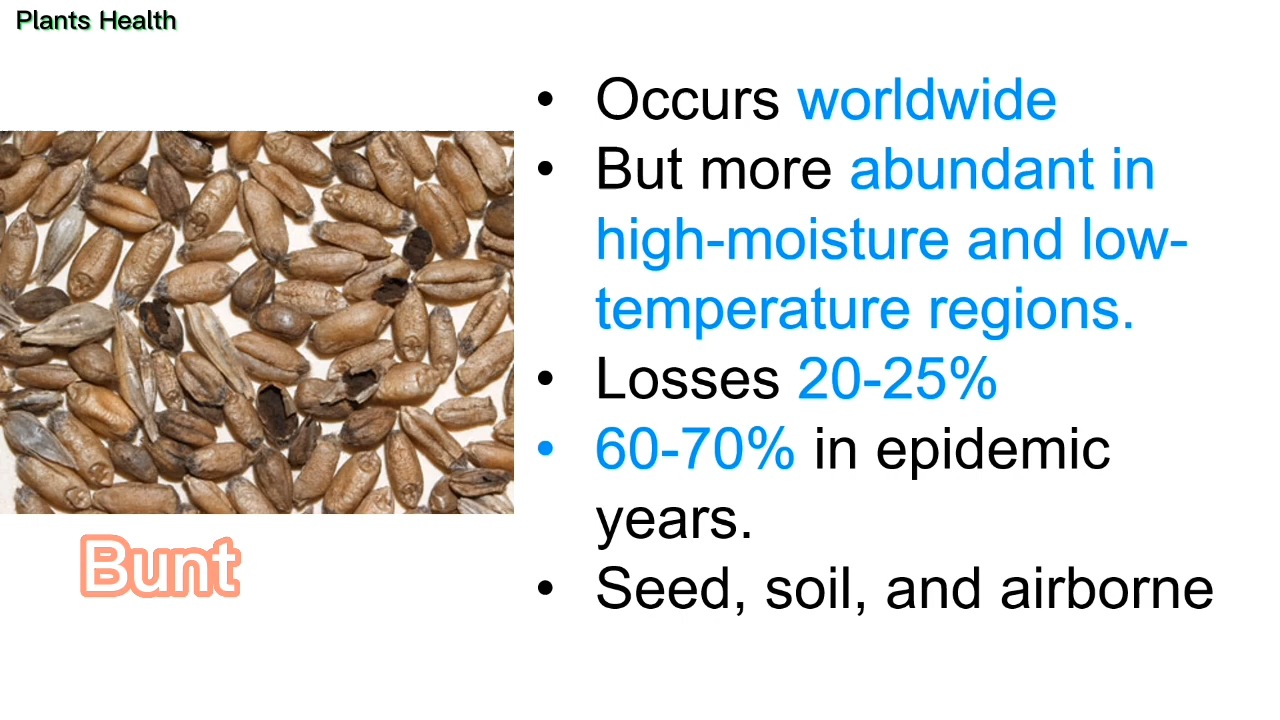 Plants Health
• Occurs worldwide
• But more abundant in
high-moisture and low-
temperature regions.
• Losses 20-25%
• 60-70% in epidemic
years.
• Seed, soil, and airborne
Bunt